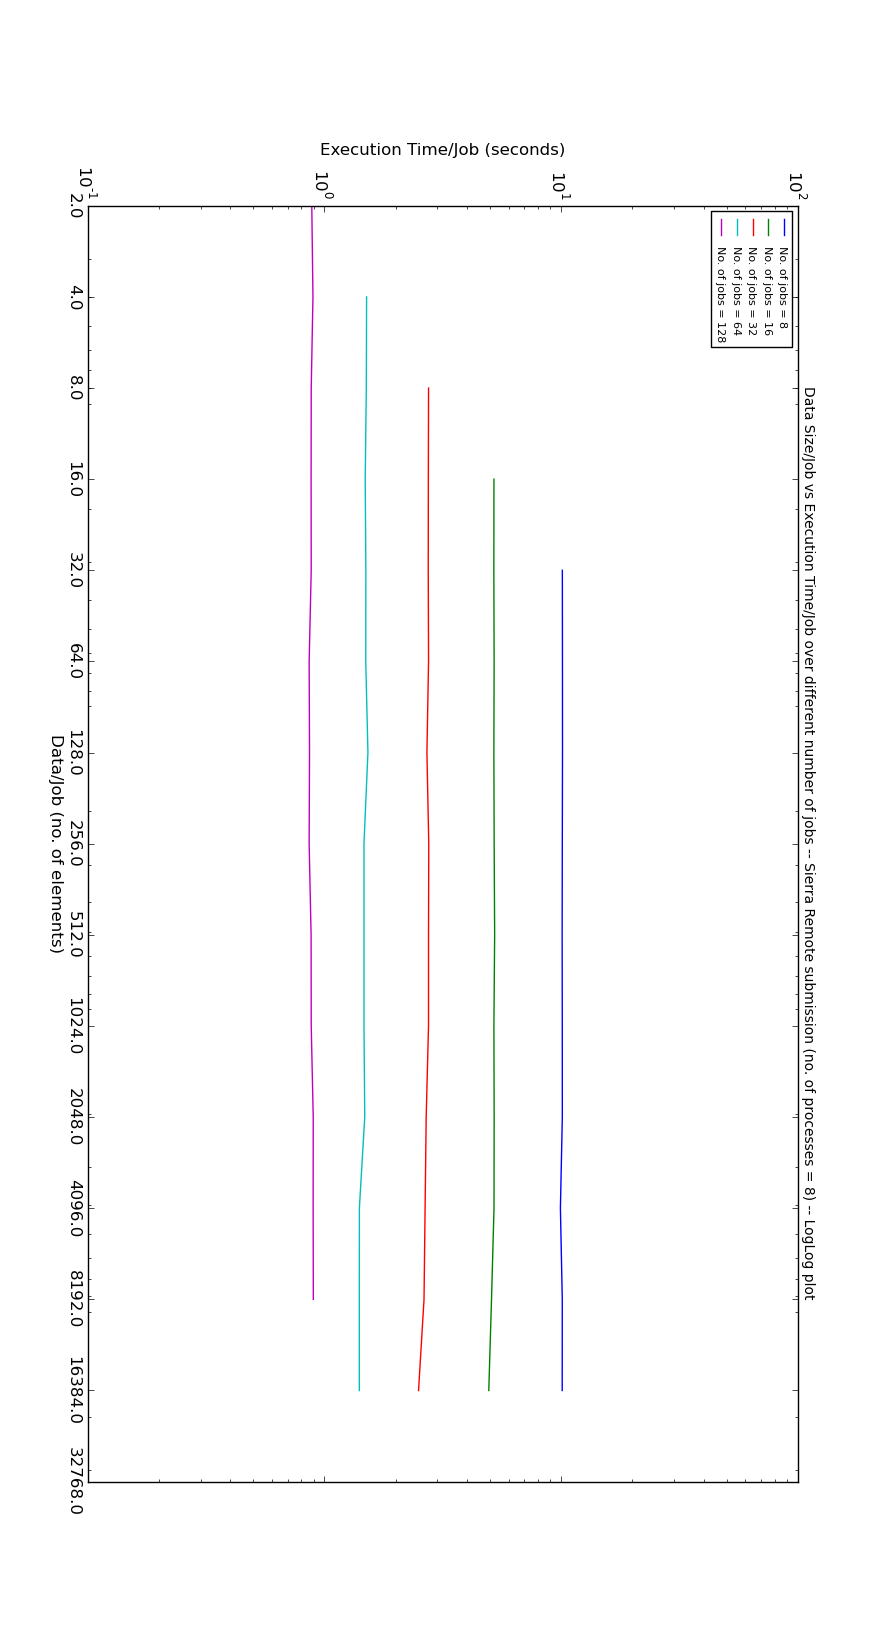 Data Size/Job vs Execution Time/Job over different number of jobs -- Sierra Remote submission (no. of processes = 8) -- LogLog plot
10^2
10^1
10^0
10^-1
Execution Time/Job (seconds)
No. of jobs = 8
No. of jobs = 16
No. of jobs = 32
No. of jobs = 64
No. of jobs = 128
2.0 4.0 8.0 16.0 32.0 64.0 128.0 256.0 512.0 1024.0 2048.0 4096.0 8192.0 16384.0 32768.0
Data/Job (no. of elements)